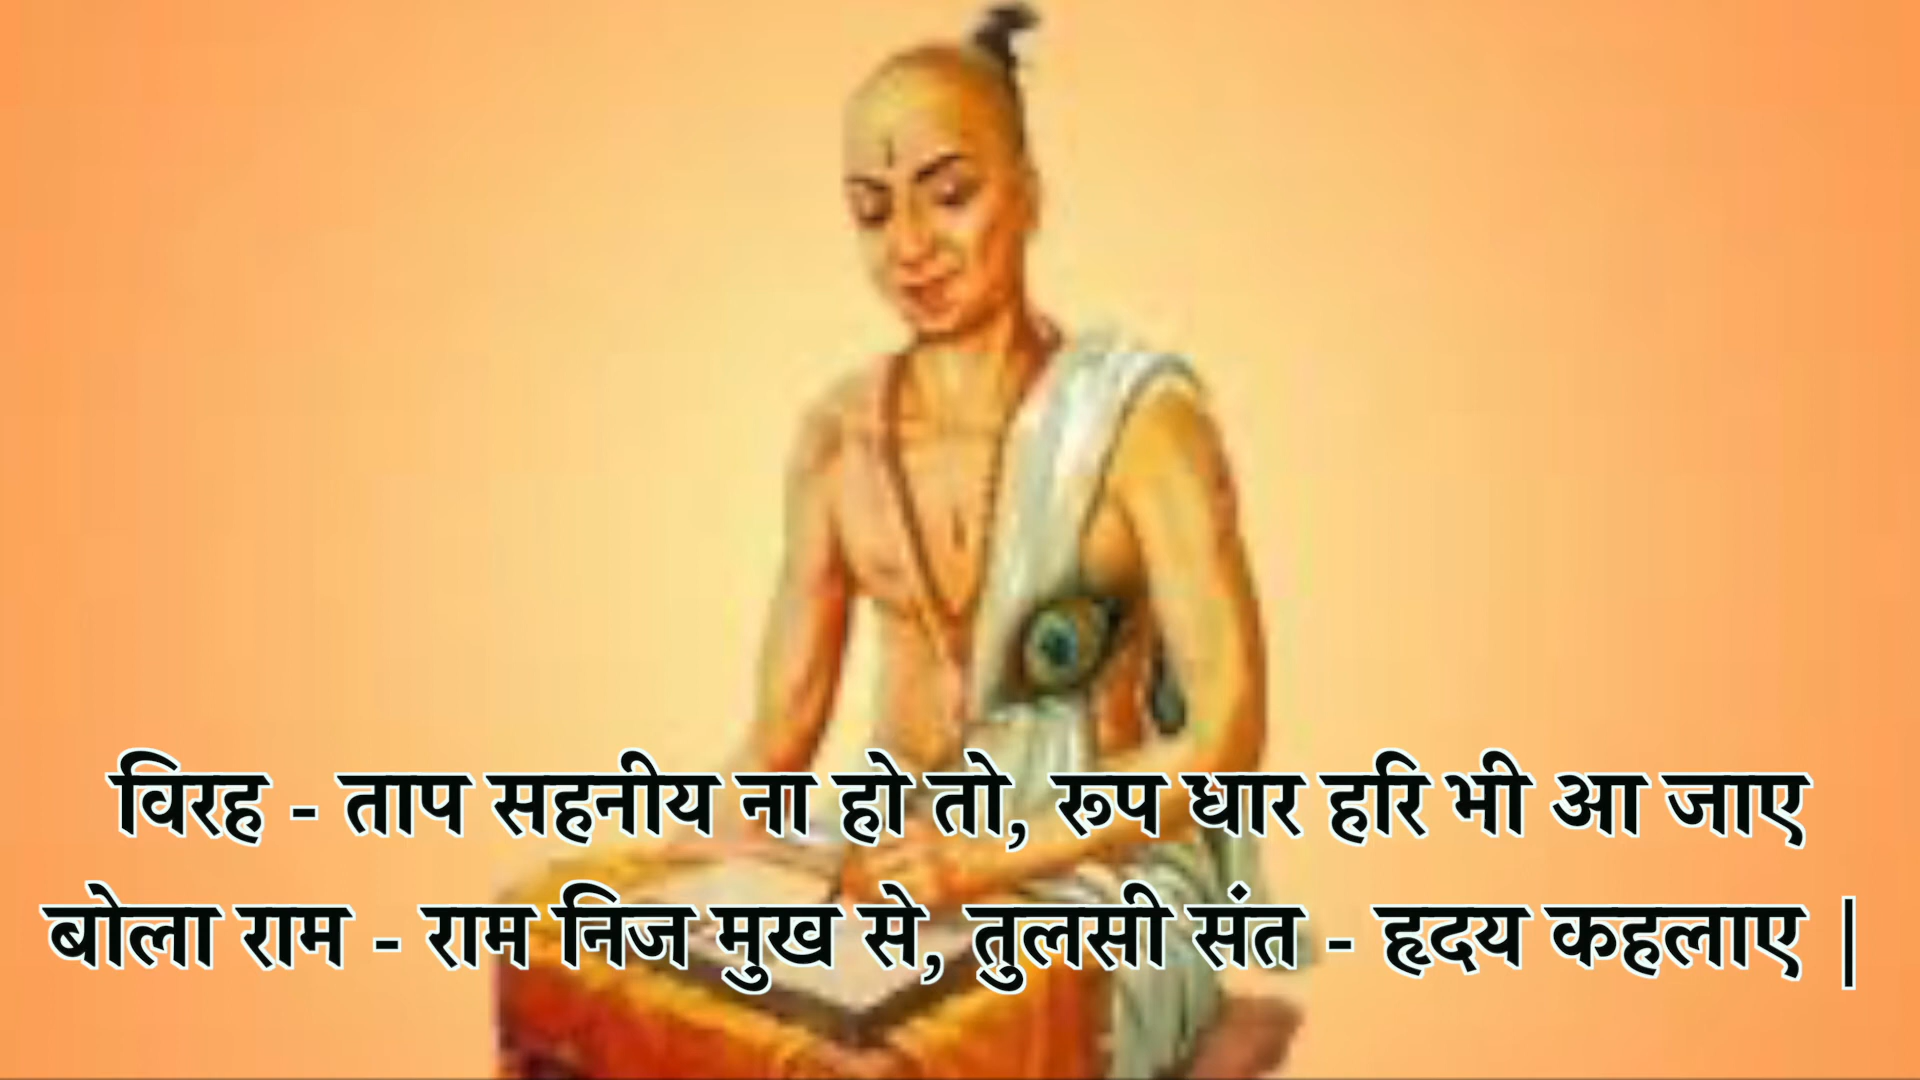 विरह - ताप सहनीय ना हो तो, रूप धार हरि भी आ जाए
बोला राम - राम निज मुख से, तुलसी संत - हृदय कहलाए |